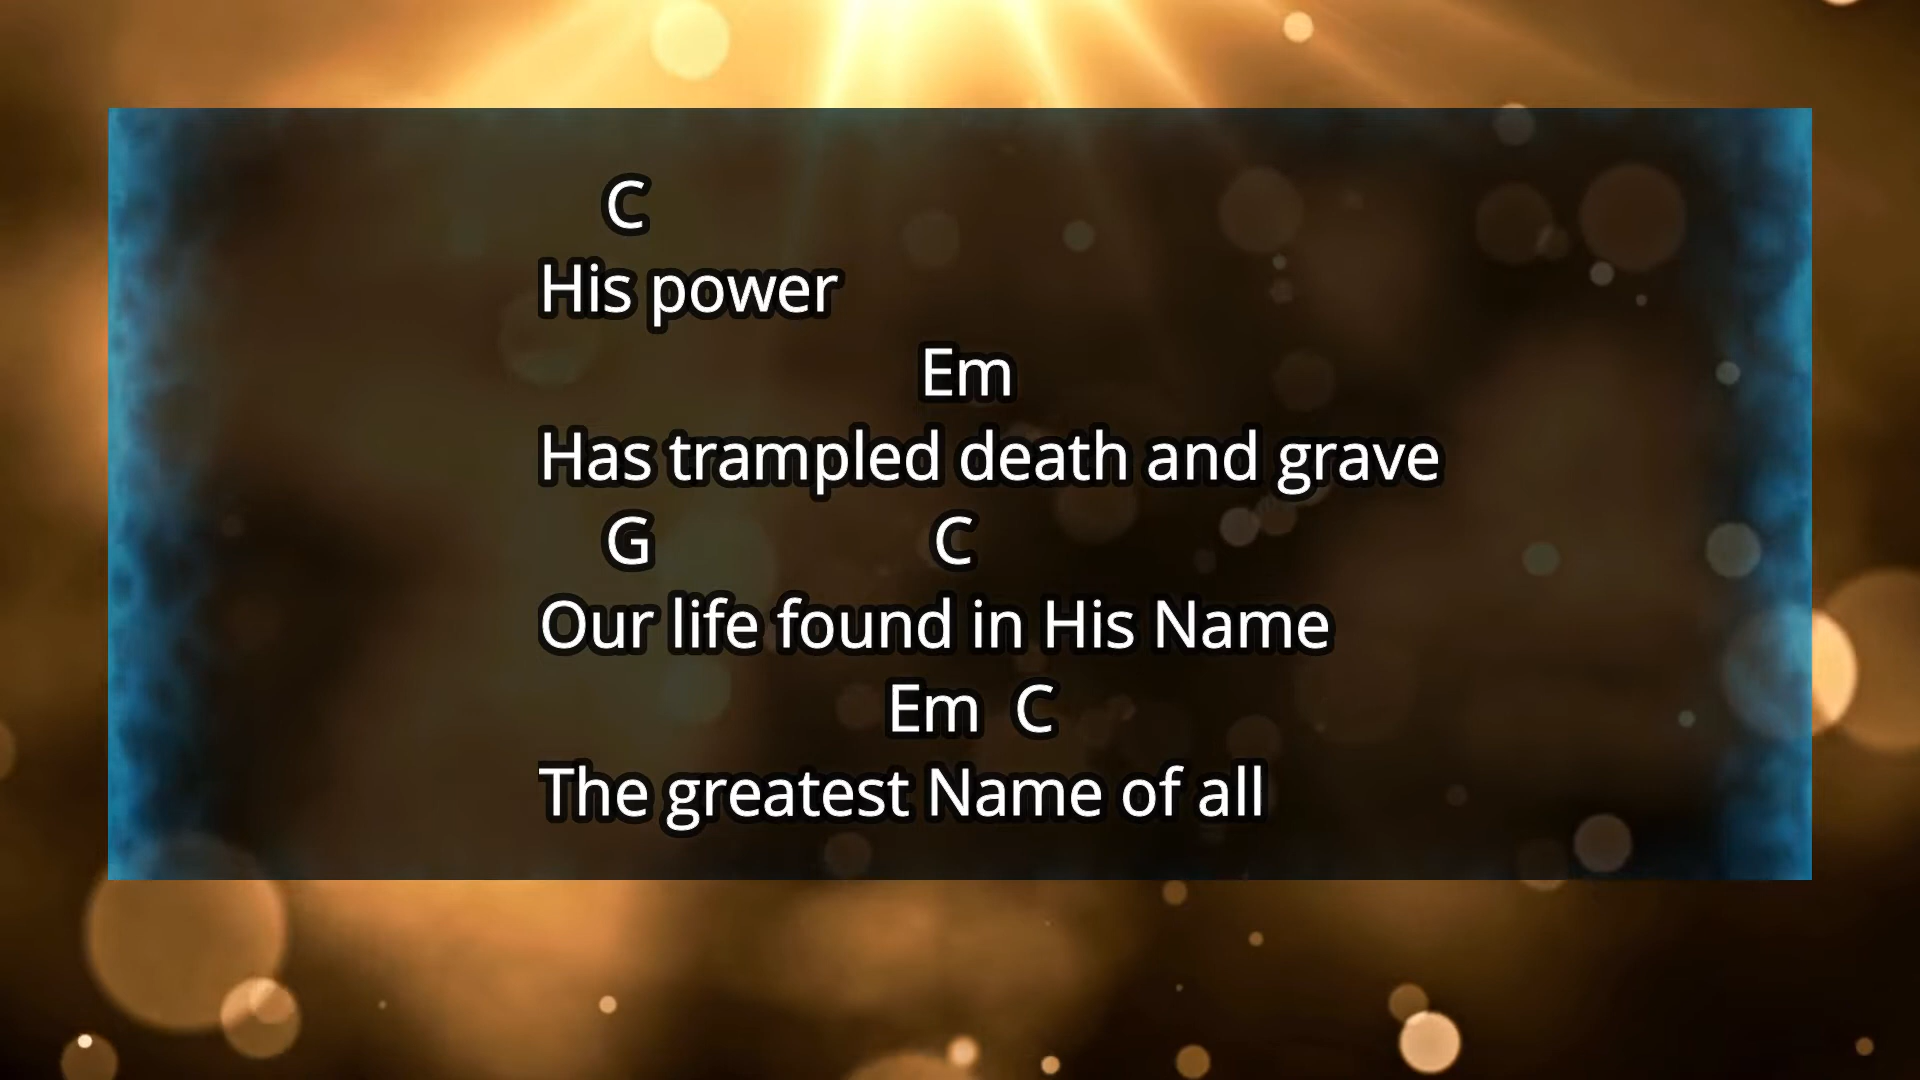 C
His power
Em
Has trampled death and grave
G C
Our life found in His Name
Em C
The greatest Name of all